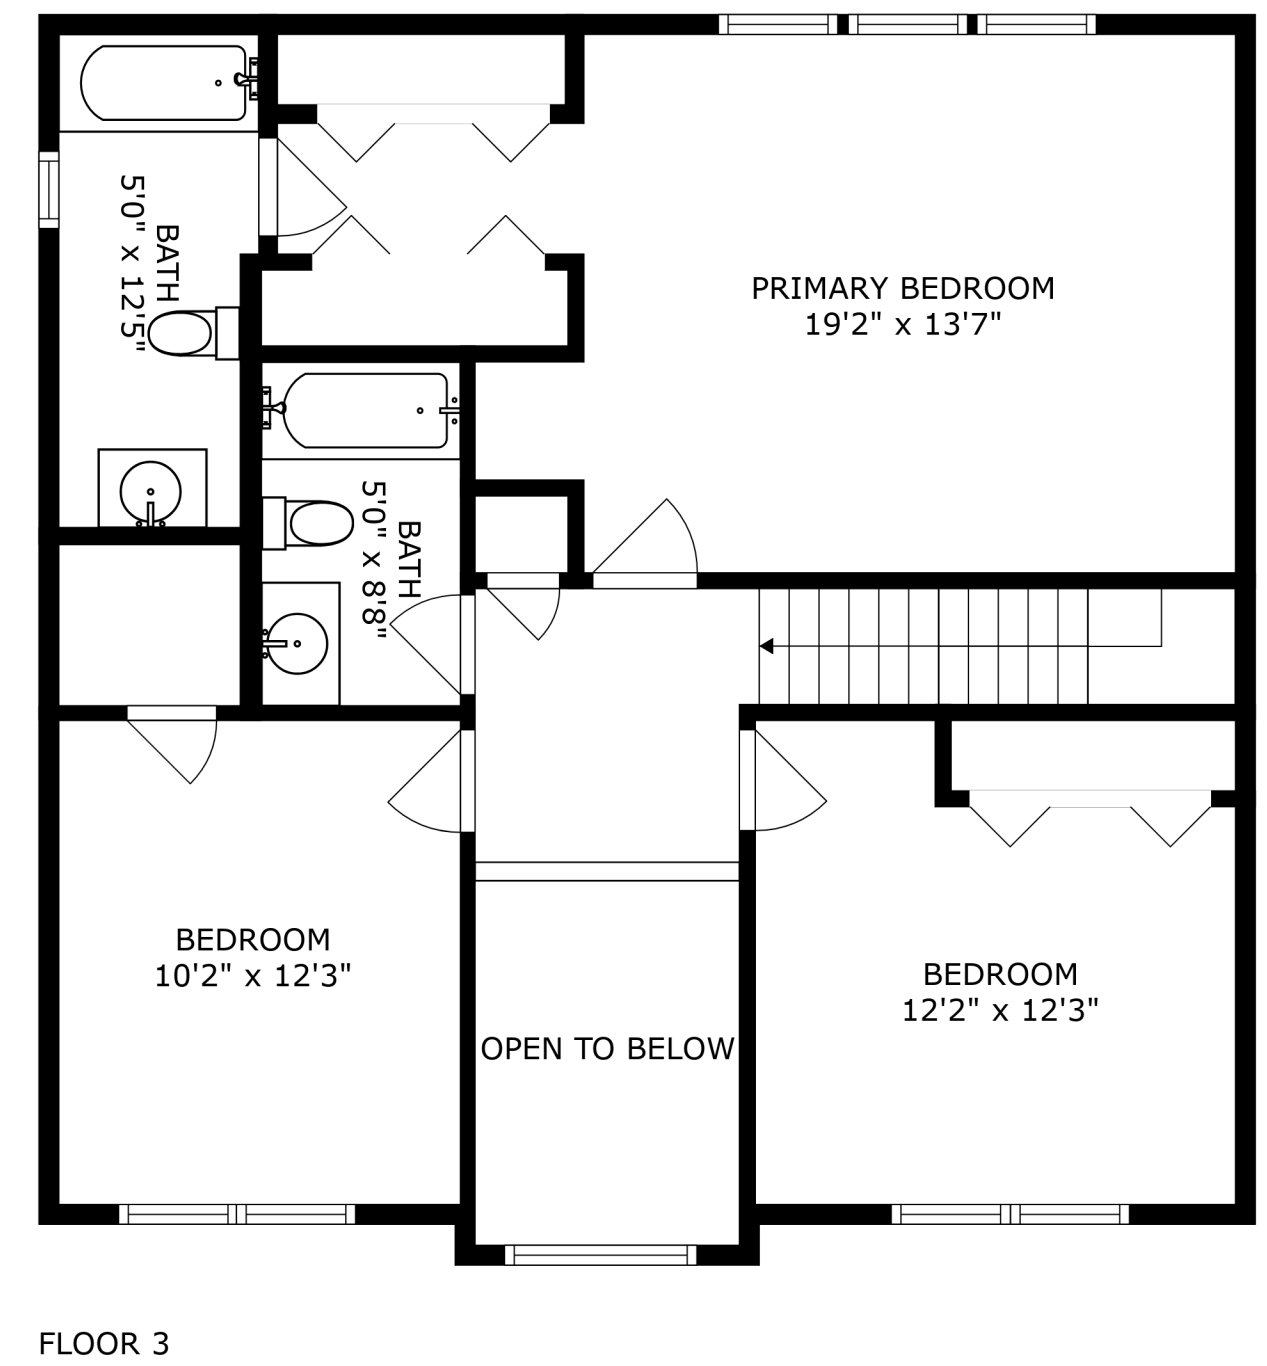 BATH
5'0" x 12'5"
PRIMARY BEDROOM
19'2" x 13'7"
BATH
5'0" x 8'8"
BEDROOM
10'2" x 12'3"
BEDROOM
12'2" x 12'3"
OPEN TO BELOW
FLOOR 3